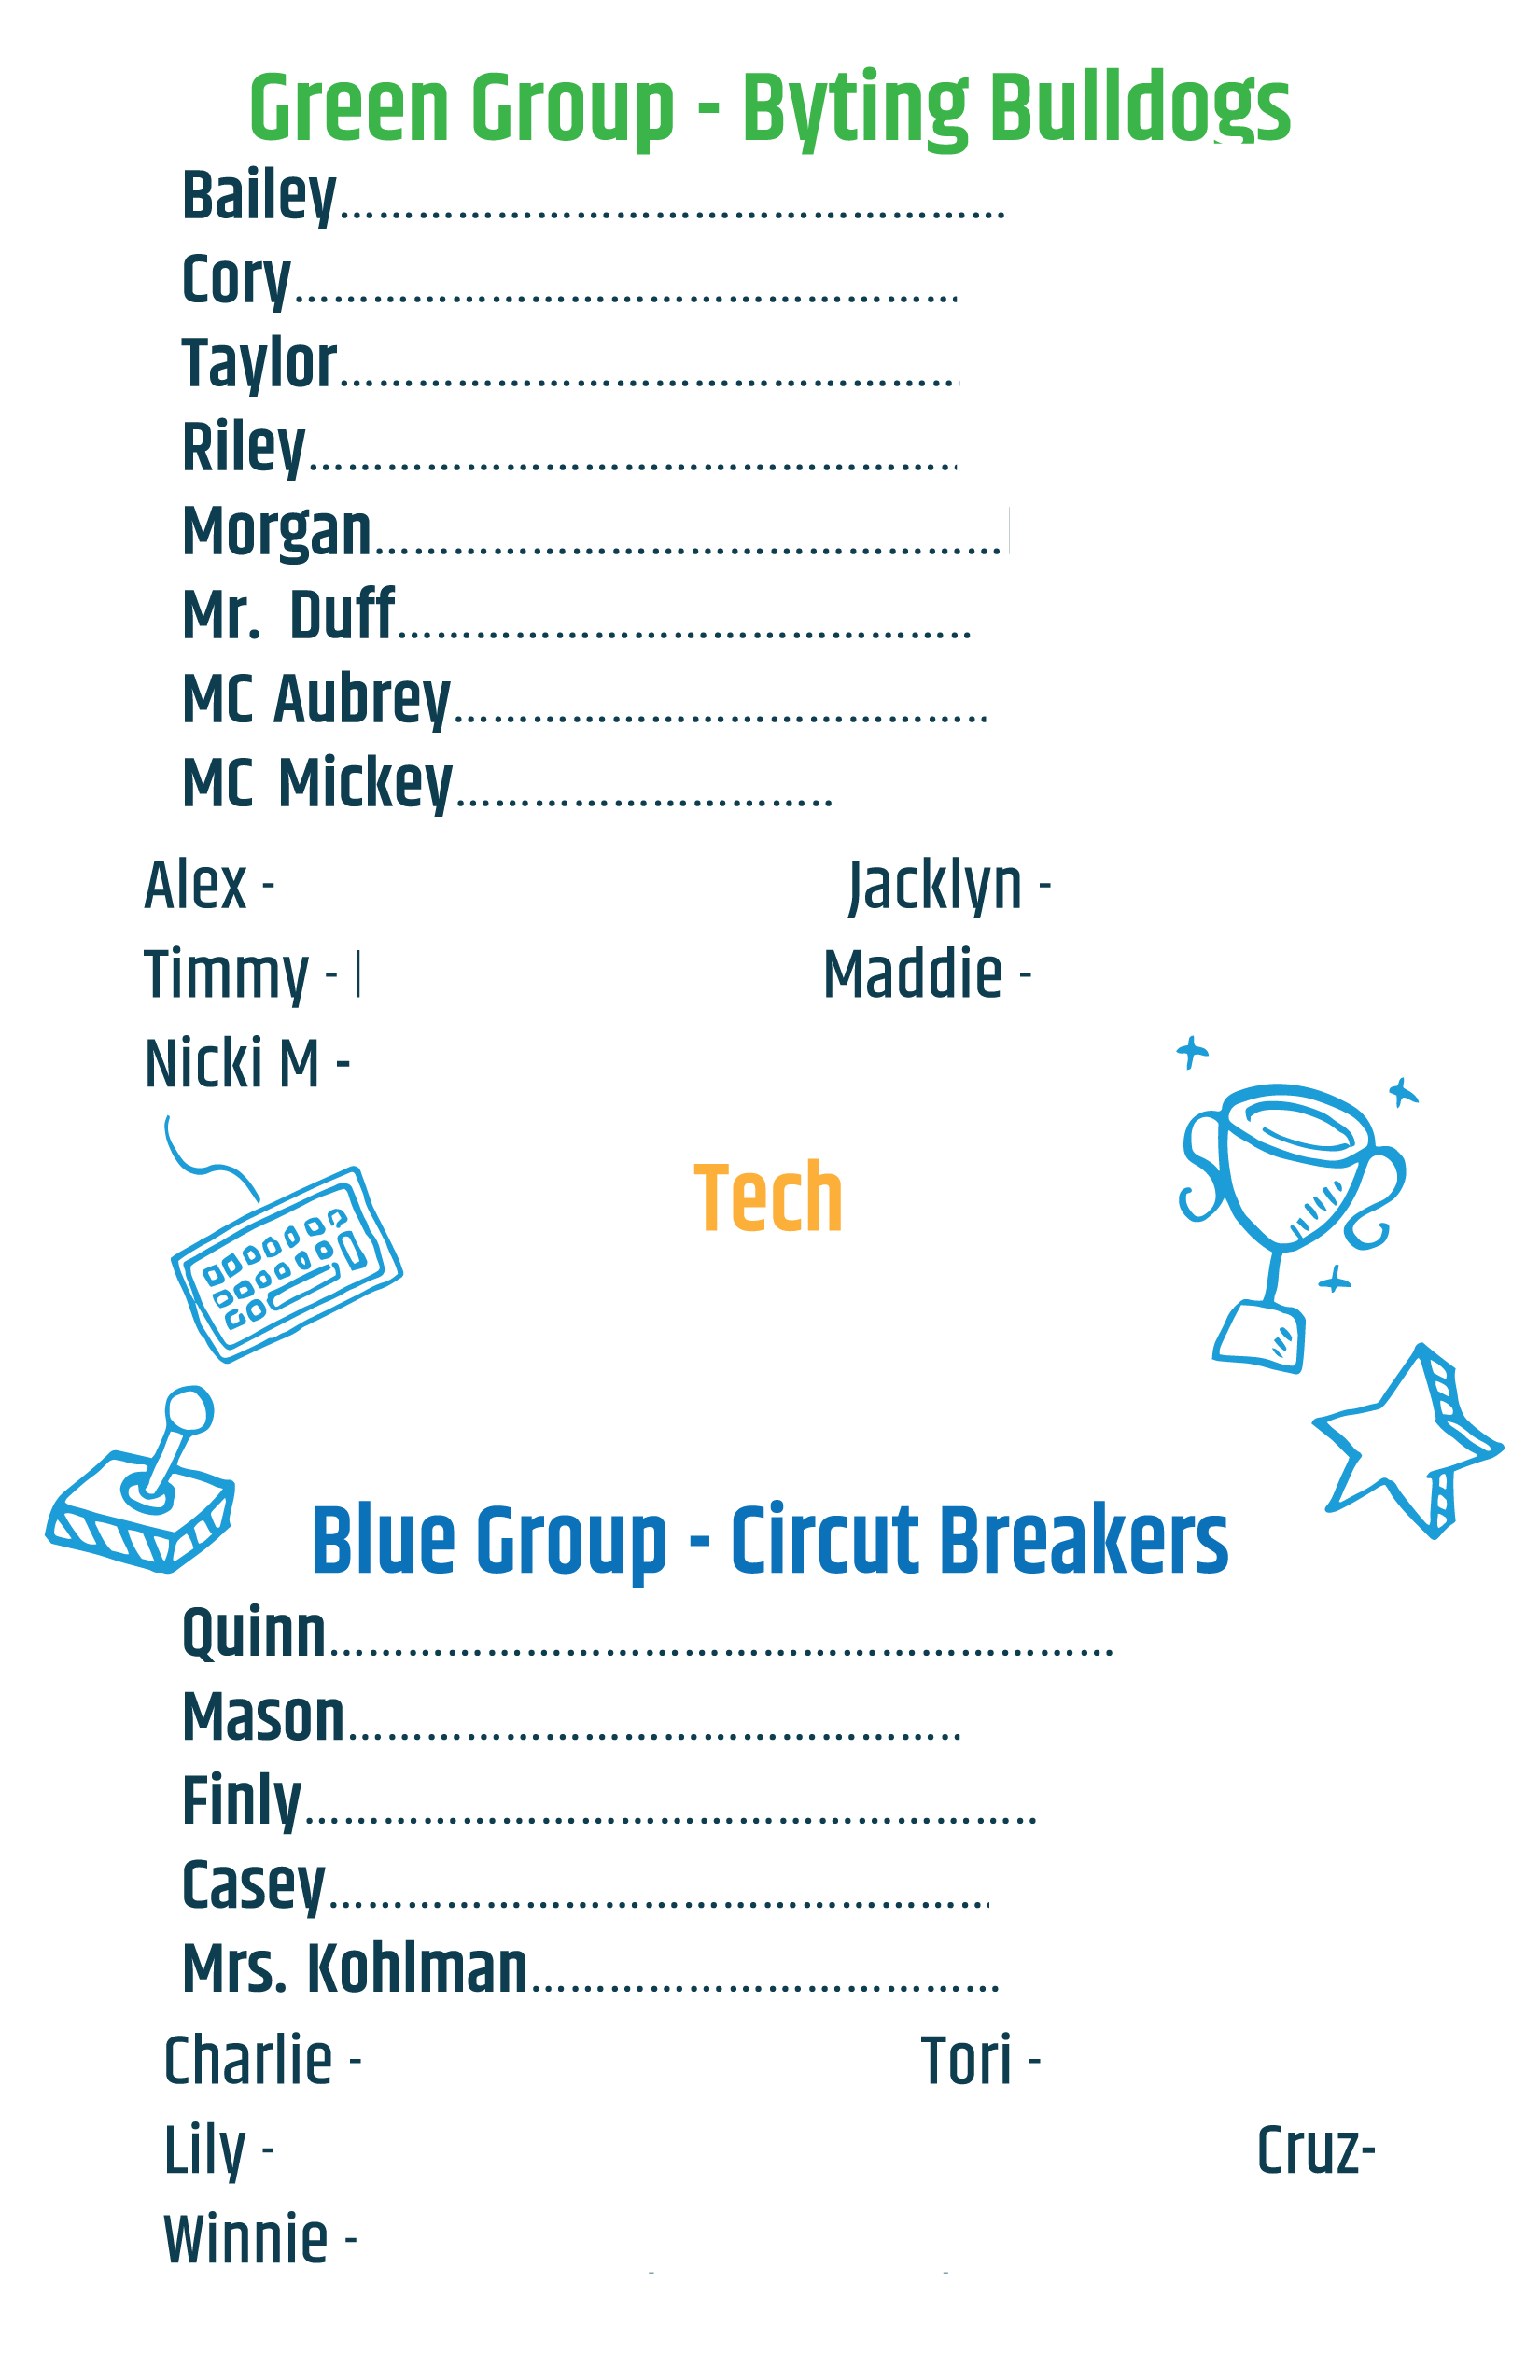 Green Group - Byting Bulldogs
Bailey...................................................
Cory...................................................
Taylor................................................
Riley..................................................
Morgan................................................
Mr. Duff............................................
MC Aubrey.........................................
MC Mickey.............................
Alex - Jacklyn -
Timmy - Maddie -
Nicki M -
Tech
Blue Group - Circut Breakers
Quinn............................................................
Mason...............................................
Finly........................................................
Casey...................................................
Mrs. Kohlman....................................
Charlie - Tori -
Lily - Cruz-
Winnie -